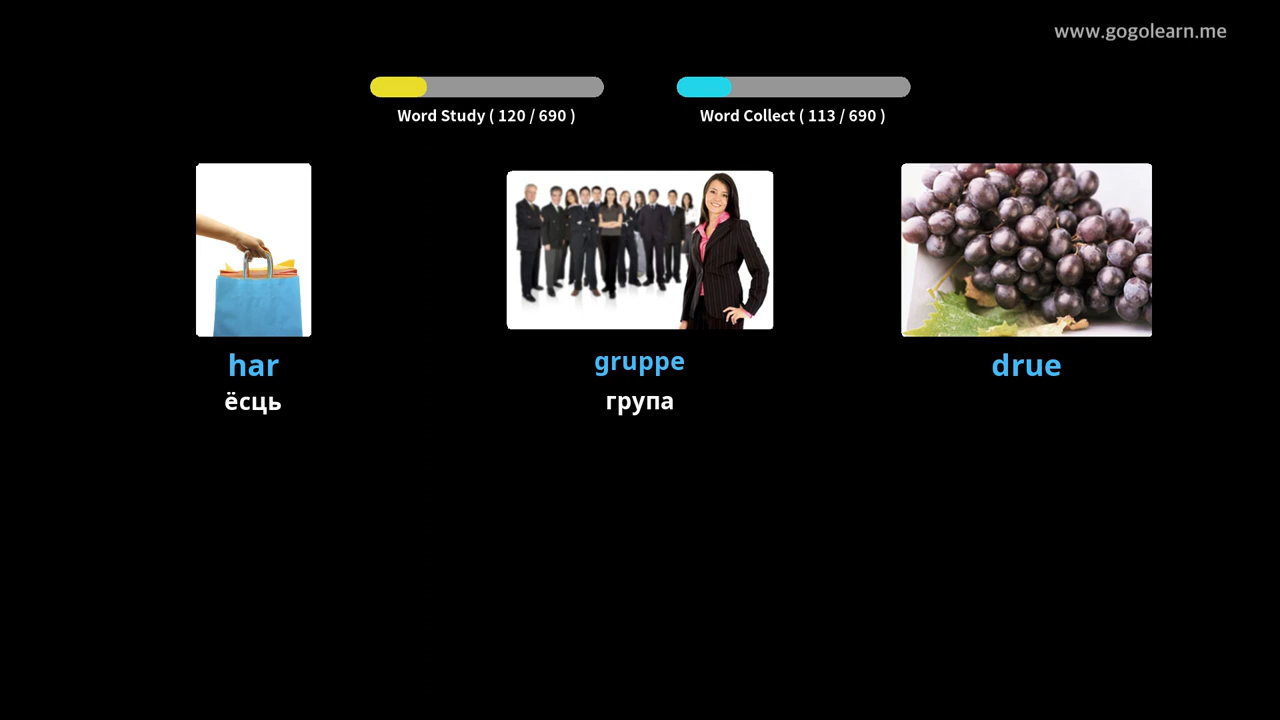 www.gogolearn.me
Word Study ( 120 / 690 )
Word Collect ( 113 / 690 )
har
ёсць
gruppe
група
drue